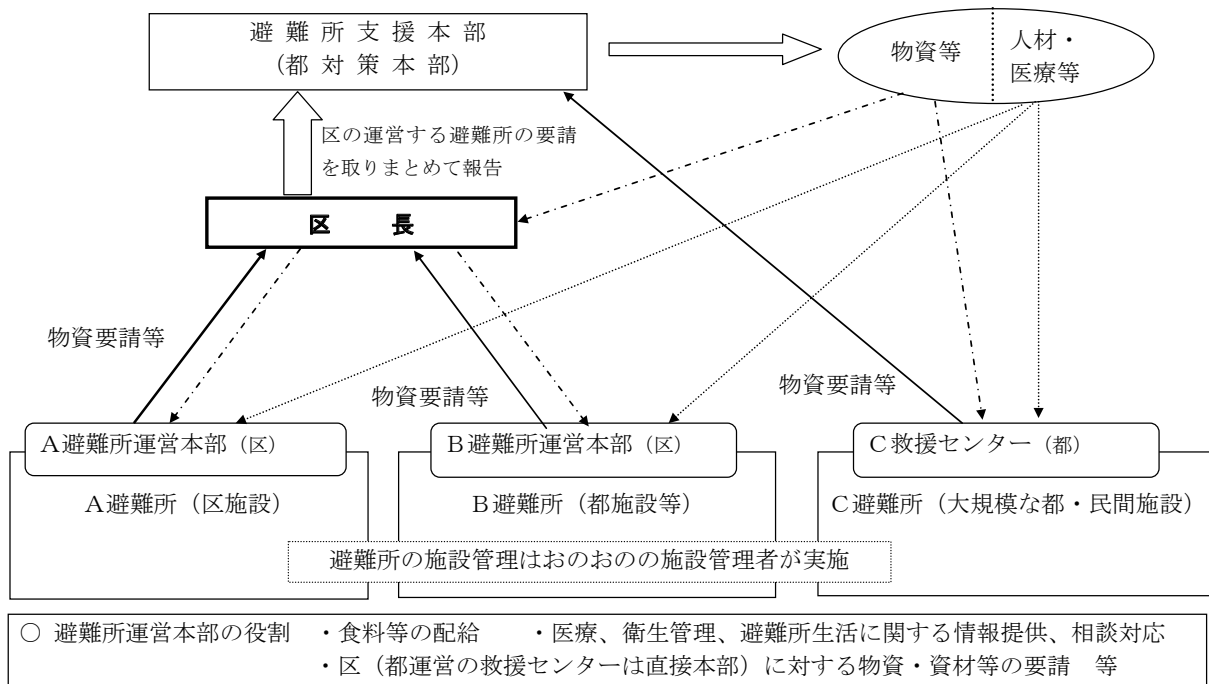 避 難 所 支 援 本 部
（都 対 策 本 部）
物資等
人材・
医療等
区の運営する避難所の要請
を取りまとめて報告
区　　長
物資要請等
物資要請等
物資要請等
Ａ避難所運営本部（区）
Ｂ避難所運営本部（区）
Ｃ救援センター（都）
Ａ避難所（区施設）
Ｂ避難所（都施設等）
Ｃ避難所（大規模な都・民間施設）
避難所の施設管理はおのおのの施設管理者が実施
○ 避難所運営本部の役割　・食料等の配給　　・医療、衛生管理、避難所生活に関する情報提供、相談対応
・区（都運営の救援センターは直接本部）に対する物資・資材等の要請　等